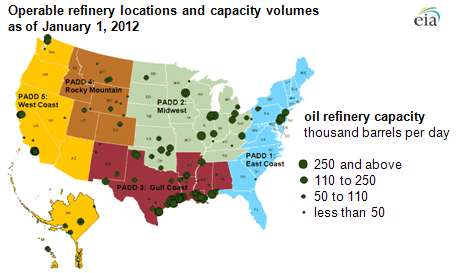 Operable refinery locations and capacity volumes
as of January 1, 2012
eia
PADD 4:
Rocky Mountain
PADD 5:
West Coast
PADD 2:
Midwest
PADD 1:
East Coast
PADD 3: Gulf Coast
oil refinery capacity
thousand barrels per day
250 and above
110 to 250
50 to 110
less than 50